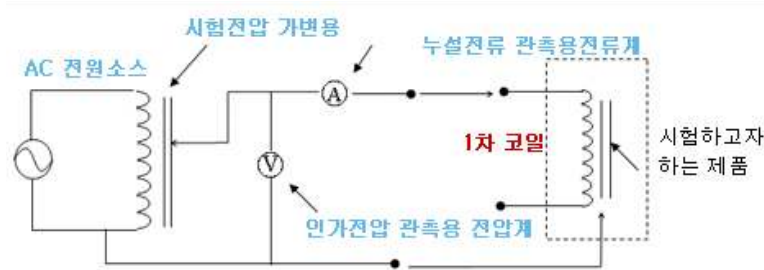 시험전압 가변용
AC 전원소스
누설전류 관측용전류계
A
1차 코일
시험하고자
하는 제품
V
인가전압 관측용 전압계